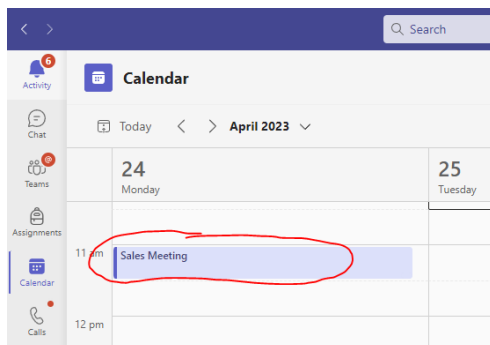 Search
6
Activity
Calendar
Chat
Today
April 2023
@
Teams
24
Monday
25
Tuesday
Assignments
11 am
Sales Meeting
Calendar
12 pm
Calls